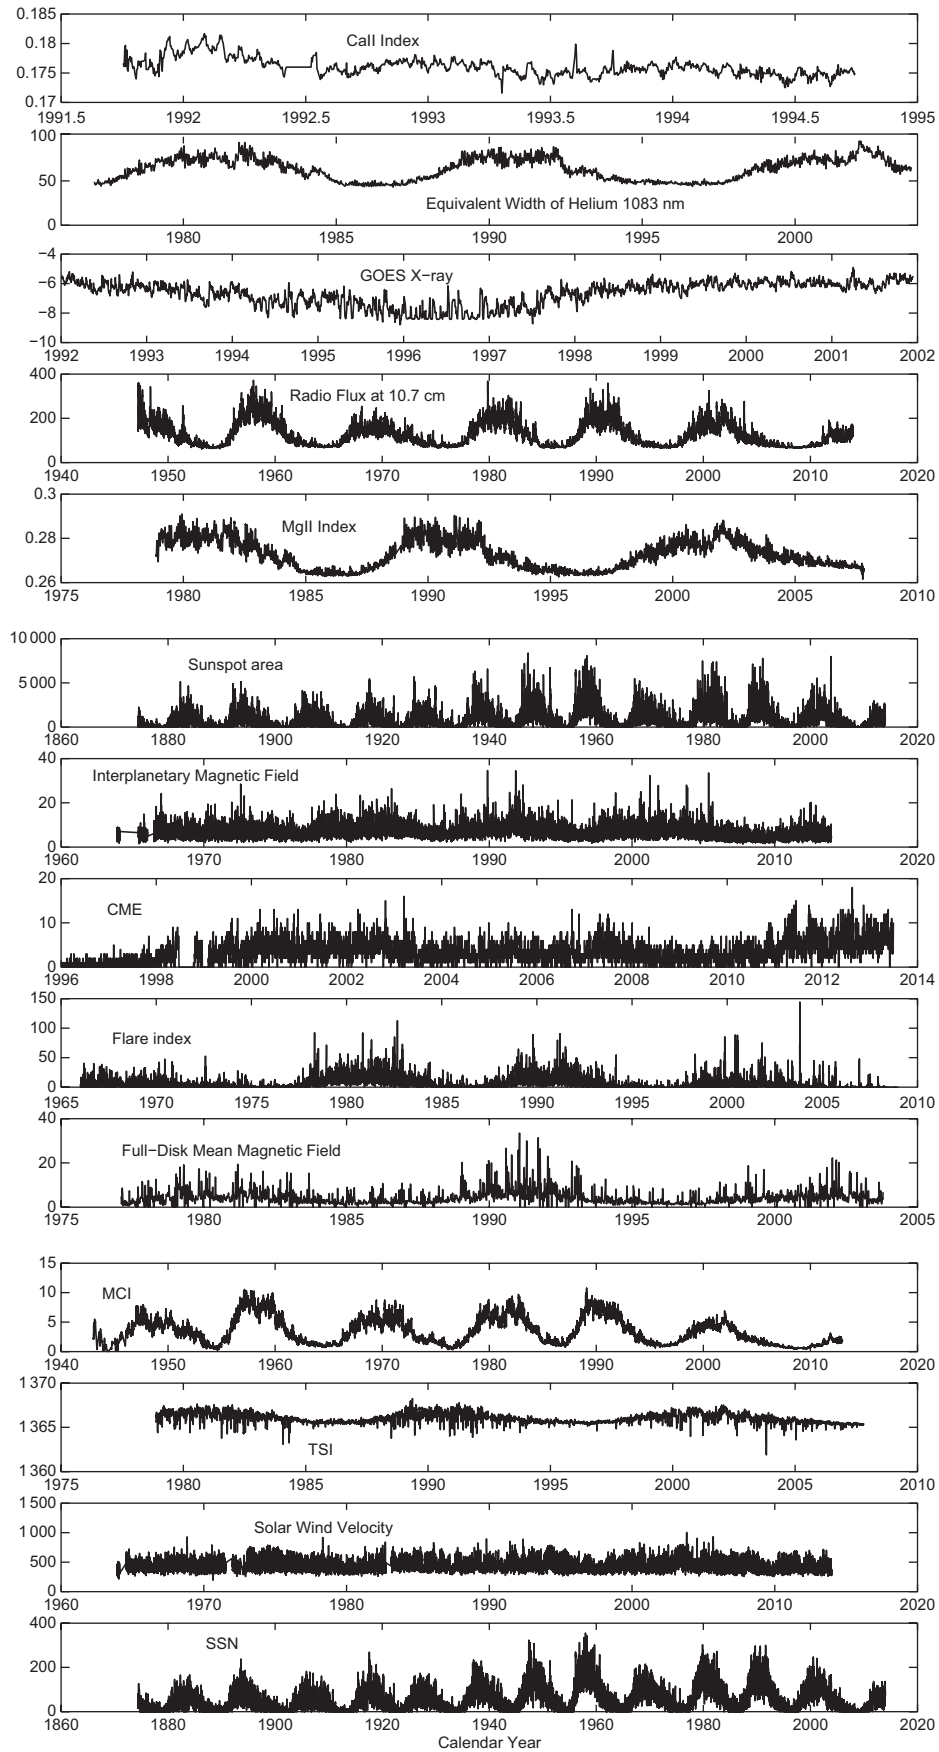 0.185
CaII Index
0.18
0.175
0.17
1991.5 1992 1992.5 1993 1993.5 1994 1994.5 1995
100
50
Equivalent Width of Helium 1083 nm
0
1980 1985 1990 1995 2000
−4
GOES X−ray
−6
−8
−10
1992 1993 1994 1995 1996 1997 1998 1999 2000 2001 2002
400
Radio Flux at 10.7 cm
200
0
1940 1950 1960 1970 1980 1990 2000 2010 2020
0.3
MgII Index
0.28
0.26
1975 1980 1985 1990 1995 2000 2005 2010
10 000
Sunspot area
5 000
0
1860 1880 1900 1920 1940 1960 1980 2000 2020
40
Interplanetary Magnetic Field
20
0
1960 1970 1980 1990 2000 2010 2020
20
CME
10
0
1996 1998 2000 2002 2004 2006 2008 2010 2012 2014
150
100
Flare index
50
0
1965 1970 1975 1980 1985 1990 1995 2000 2005 2010
40
Full−Disk Mean Magnetic Field
20
0
1975 1980 1985 1990 1995 2000 2005
15
MCI
10
5
0
1940 1950 1960 1970 1980 1990 2000 2010 2020
1 370
1 365
TSI
1 360
1975 1980 1985 1990 1995 2000 2005 2010
1 500
Solar Wind Velocity
1 000
500
0
1960 1970 1980 1990 2000 2010 2020
400
SSN
200
0
1860 1880 1900 1920 1940 1960 1980 2000 2020
Calendar Year